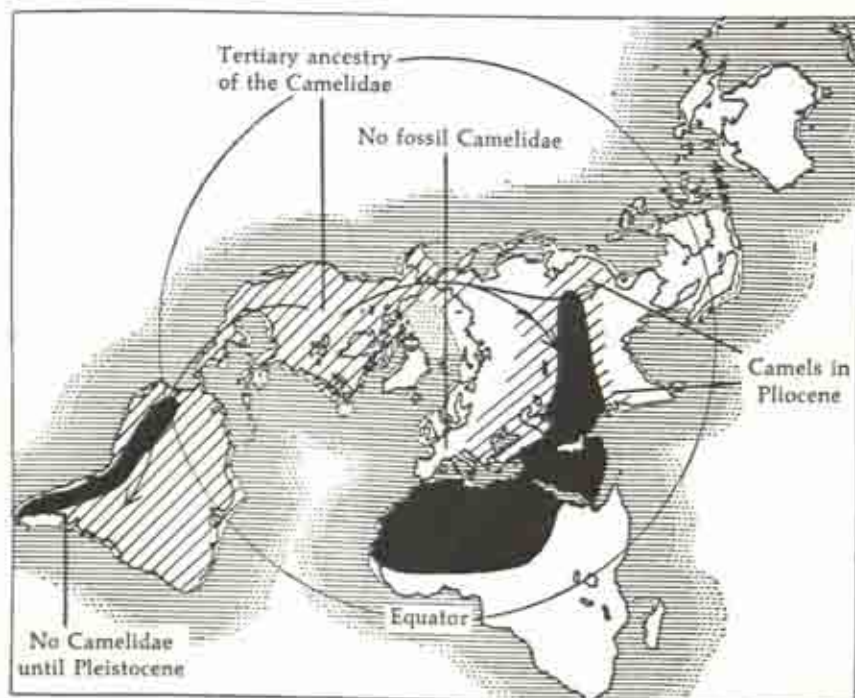 Tertiary ancestry
of the Camelidae
No fossil Camelidae
Camels in
Pliocene
Equator
No Camelidae
until Pleistocene